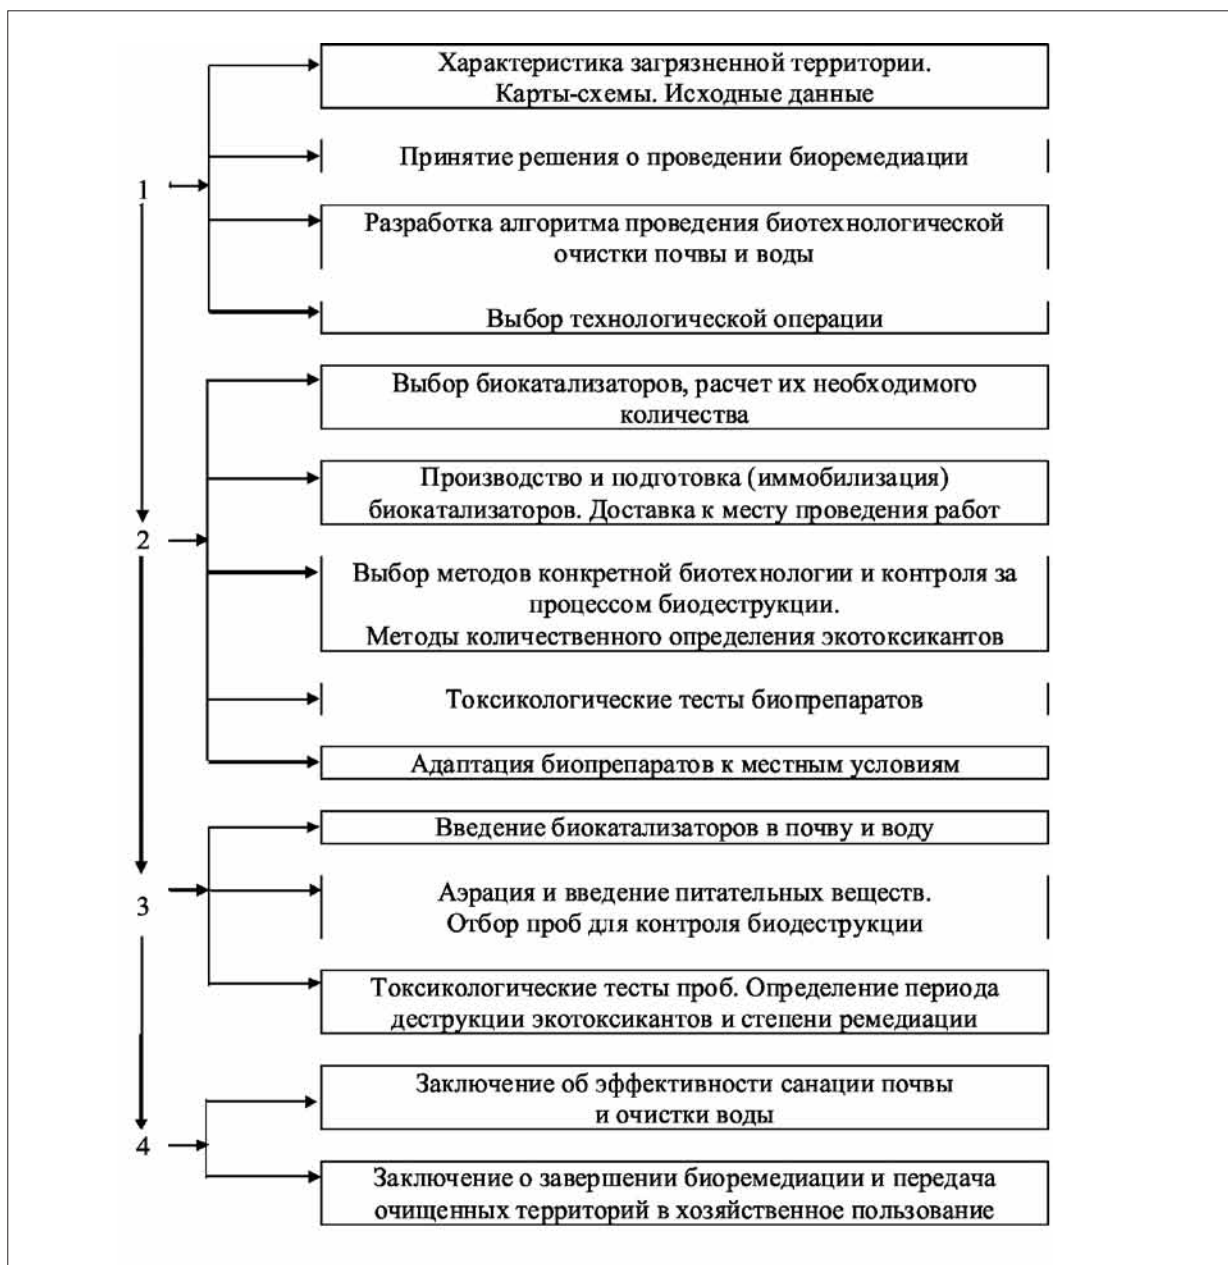 Характеристика загрязненной территории.
Карты-схемы. Исходные данные
Принятие решения о проведении биоремедиации
1
Разработка алгоритма проведения биотехнологической
очистки почвы и воды
Выбор технологической операции
Выбор биокатализаторов, расчет их необходимого
количества
Производство и подготовка (иммобилизация)
биокатализаторов. Доставка к месту проведения работ
2
Выбор методов конкретной биотехнологии и контроля за
процессом биодеструкции.
Методы количественного определения экотоксикантов
Токсикологические тесты биопрепаратов
Адаптация биопрепаратов к местным условиям
Введение биокатализаторов в почву и воду
3
Аэрация и введение питательных веществ.
Отбор проб для контроля биодеструкции
Токсикологические тесты проб. Определение периода
деструкции экотоксикантов и степени ремедиации
Заключение об эффективности санации почвы
и очистки воды
4
Заключение о завершении биоремедиации и передача
очищенных территорий в хозяйственное пользование